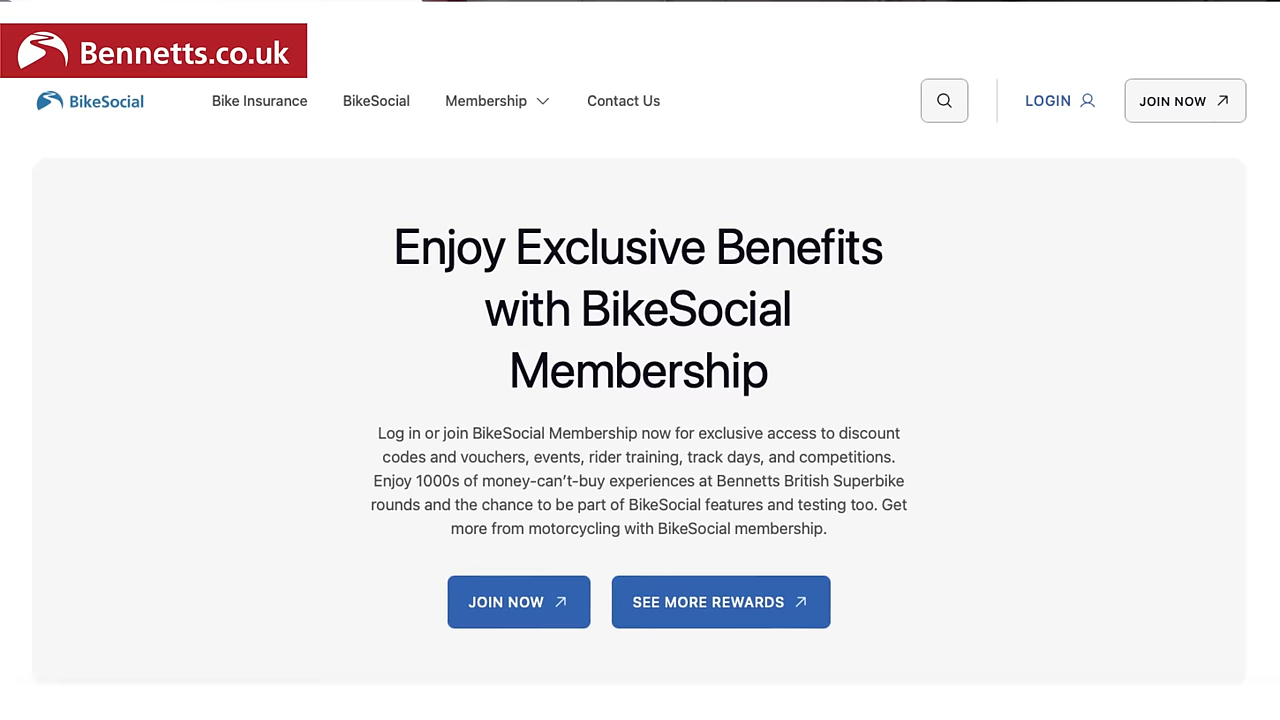 Bennetts.co.uk
BikeSocial
Bike Insurance
BikeSocial
Membership
Contact Us
LOGIN
JOIN NOW
Enjoy Exclusive Benefits
with BikeSocial
Membership
Log in or join BikeSocial Membership now for exclusive access to discount
codes and vouchers, events, rider training, track days, and competitions.
Enjoy 1000s of money-can’t-buy experiences at Bennetts British Superbike
rounds and the chance to be part of BikeSocial features and testing too. Get
more from motorcycling with BikeSocial membership.
JOIN NOW
SEE MORE REWARDS